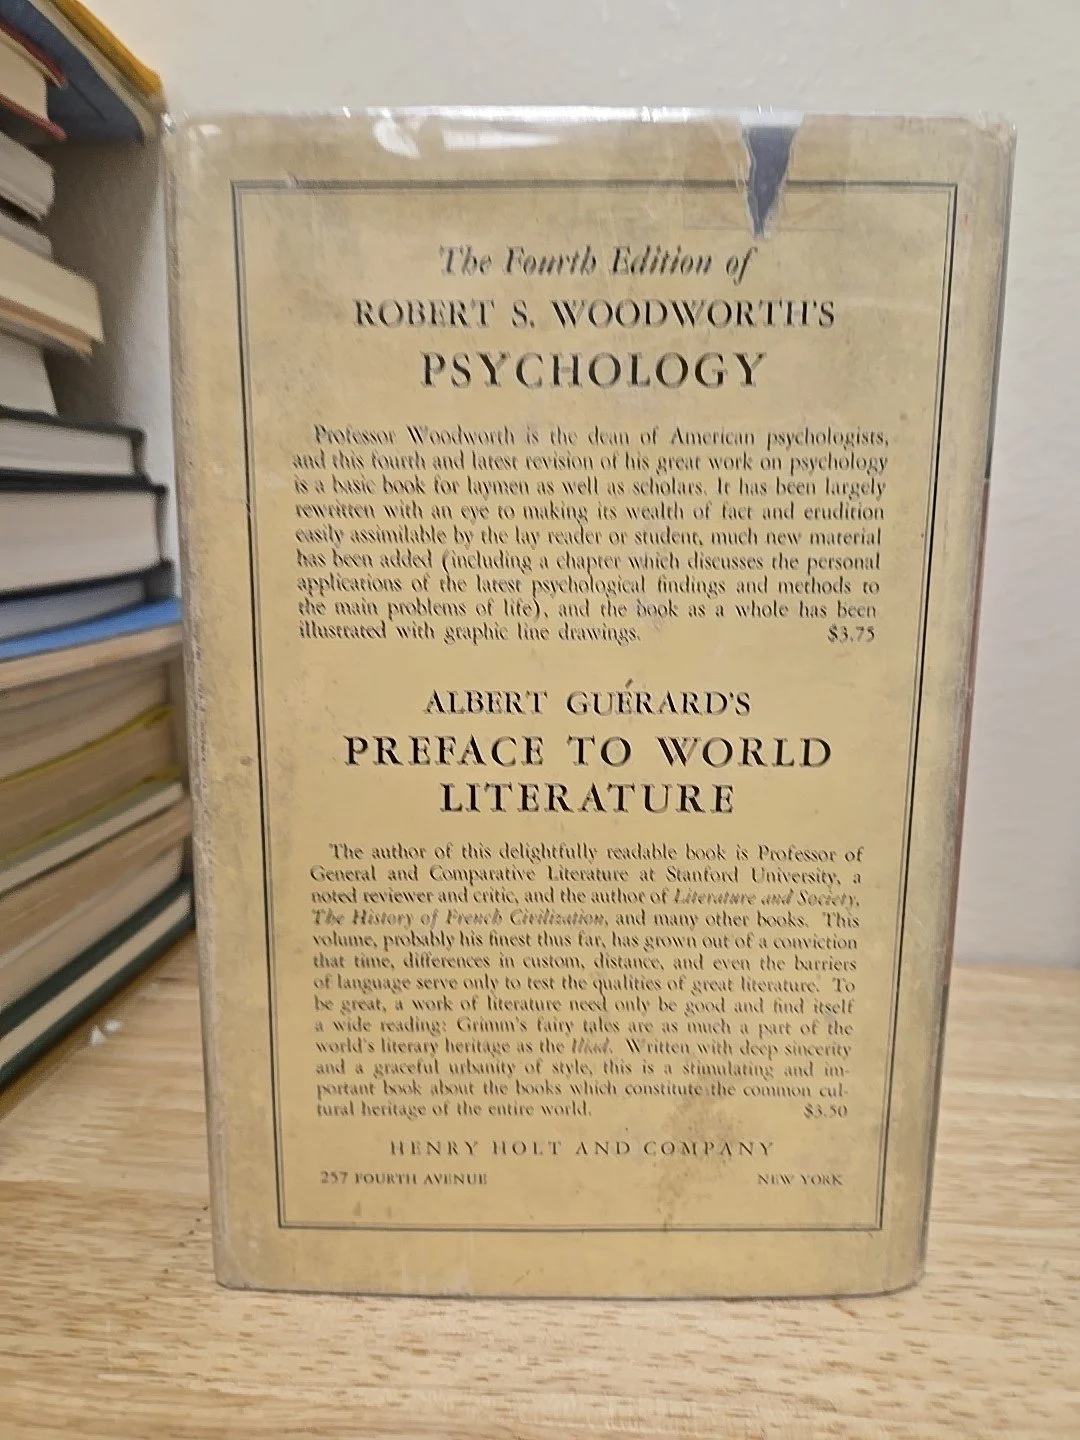 The Fourth Edition of
ROBERT S. WOODWORTH'S
PSYCHOLOGY
Professor Woodworth is the dean of American psychologists,
and this fourth and latest revision of his great work on psychology
is a basic book for laymen as well as scholars. It has been largely
rewritten with an eye to making its wealth of fact and erudition
easily assimilable by the lay reader or student, much new material
has been added (including a chapter which discusses the personal
applications of the latest psychological findings and methods to
the main problems of life), and the book as a whole has been
illustrated with graphic line drawings. $3.75
ALBERT GUÉRARD'S
PREFACE TO WORLD
LITERATURE
The author of this delightfully readable book is Professor of
General and Comparative Literature at Stanford University, a
noted reviewer and critic, and the author of Literature and Society,
The History of French Civilization, and many other books. This
volume, probably his finest thus far, has grown out of a conviction
that time, differences in custom, distance, and even the barriers
of language serve only to test the qualities of great literature. To
be great, a work of literature need only be good and find itself
a wide reading: Grimm's fairy tales are as much a part of the
world's literary heritage as the Iliad. Written with deep sincerity
and a graceful urbanity of style, this is a stimulating and im-
portant book about the books which constitute the common cul-
tural heritage of the entire world. $3.50
HENRY HOLT AND COMPANY
257 FOURTH AVENUE NEW YORK